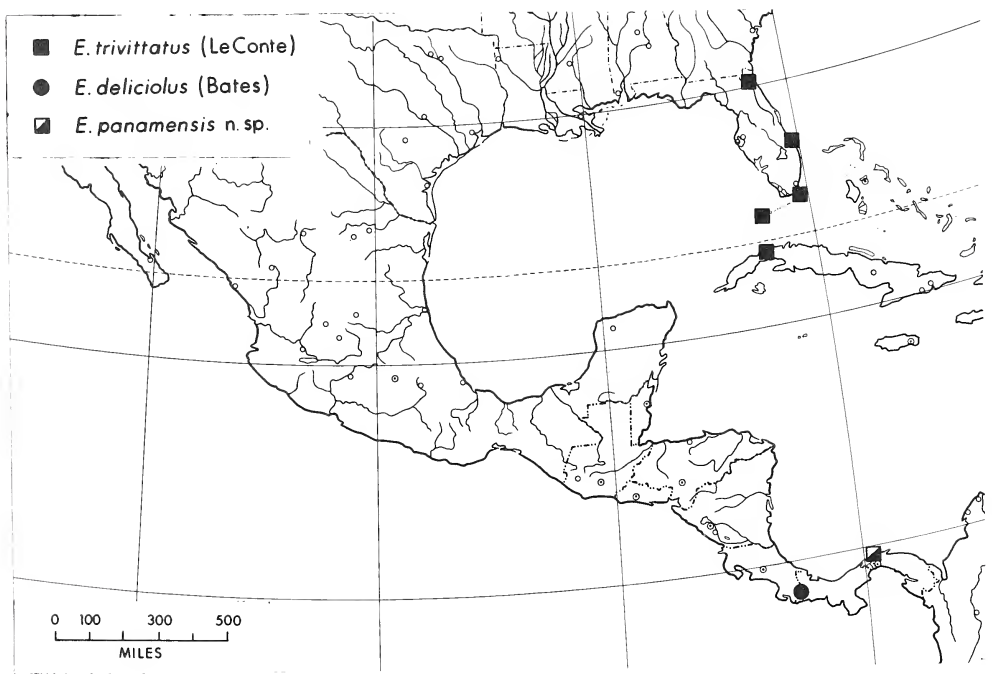 E. trivittatus (LeConte)
E. deliciolus (Bates)
E. panamensis n. sp.
0 100 300 500
MILES